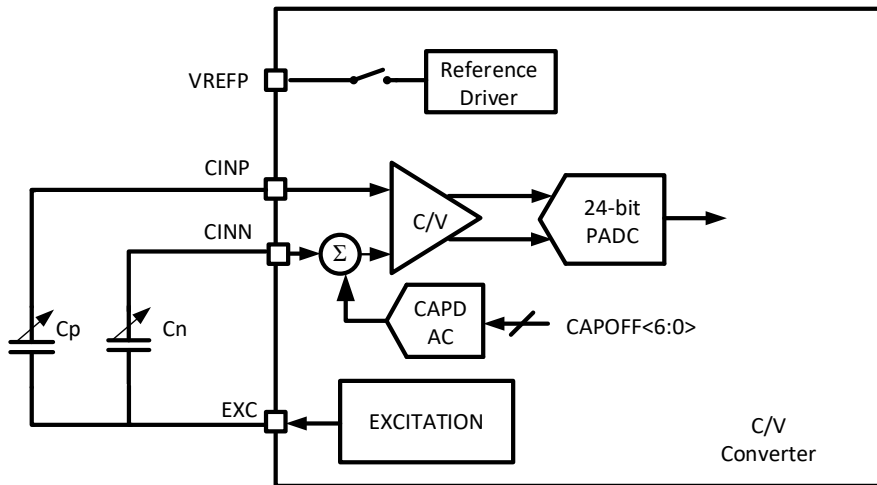 VREFP
Reference
Driver
CINP
CINN
C/V
24-bit
PADC
Σ
CAPD
AC
CAPOFF<6:0>
Cp
Cn
EXC
EXCITATION
C/V
Converter